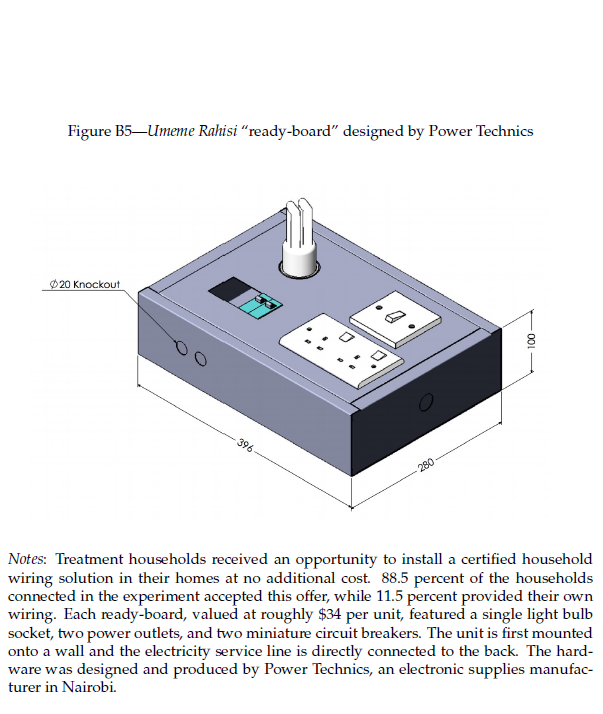 Figure B5—Umeme Rahisi “ready-board” designed by Power Technics
∅20 Knockout
100
396
280
Notes: Treatment households received an opportunity to install a certified household
wiring solution in their homes at no additional cost. 88.5 percent of the households
connected in the experiment accepted this offer, while 11.5 percent provided their own
wiring. Each ready-board, valued at roughly $34 per unit, featured a single light bulb
socket, two power outlets, and two miniature circuit breakers. The unit is first mounted
onto a wall and the electricity service line is directly connected to the back. The hard-
ware was designed and produced by Power Technics, an electronic supplies manufac-
turer in Nairobi.